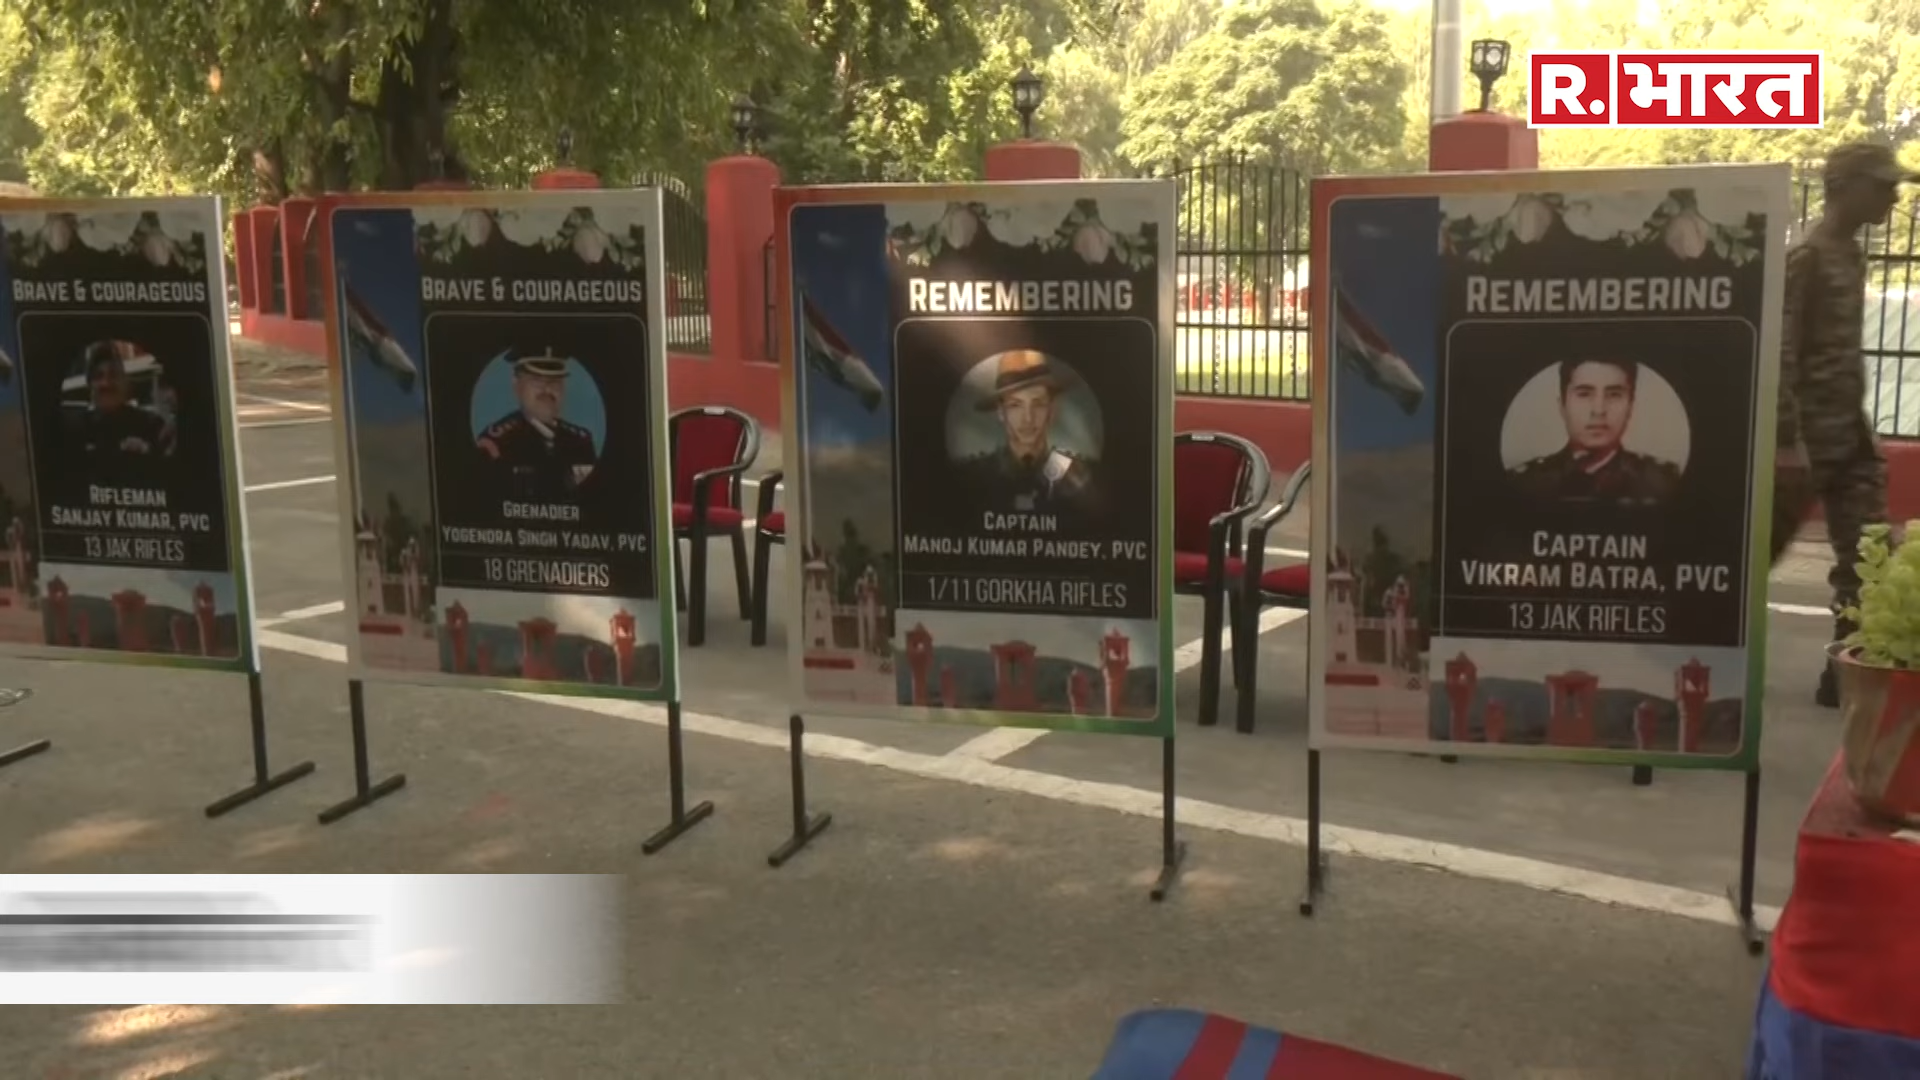 R.भारत
BRAVE & COURAGEOUS
RIFLEMAN
SANJAY KUMAR, PVC
13 JAK RIFLES
BRAVE & COURAGEOUS
GRENADIER
YOGENDRA SINGH YADAV, PVC
18 GRENADIERS
REMEMBERING
CAPTAIN
MANOJ KUMAR PANDEY, PVC
1/11 GORKHA RIFLES
REMEMBERING
CAPTAIN
VIKRAM BATRA, PVC
13 JAK RIFLES